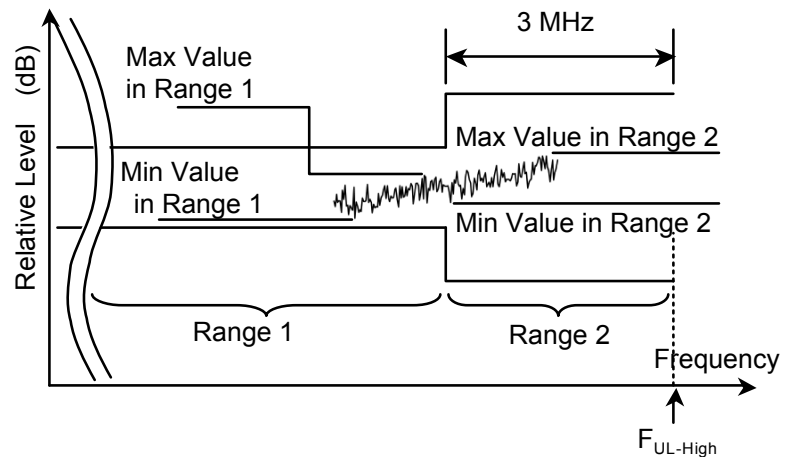 3 MHz
Relative Level (dB)
Max Value
in Range 1
Max Value in Range 2
Min Value
in Range 1
Min Value in Range 2
Range 1
Range 2
Frequency
F_UL-High